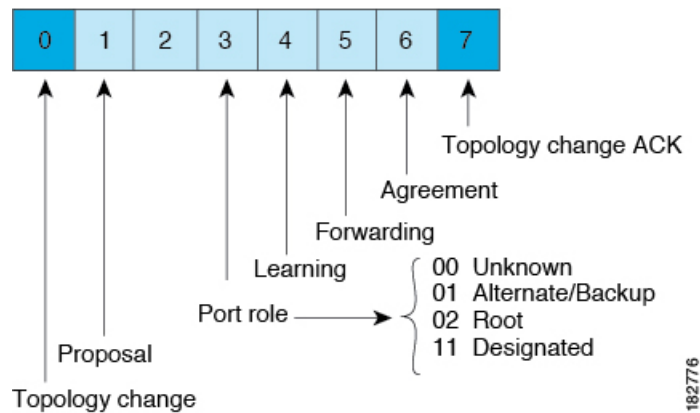 0 1 2 3 4 5 6 7
Topology change ACK
Agreement
Forwarding
Learning
Port role
00 Unknown
01 Alternate/Backup
02 Root
11 Designated
Proposal
Topology change
182776